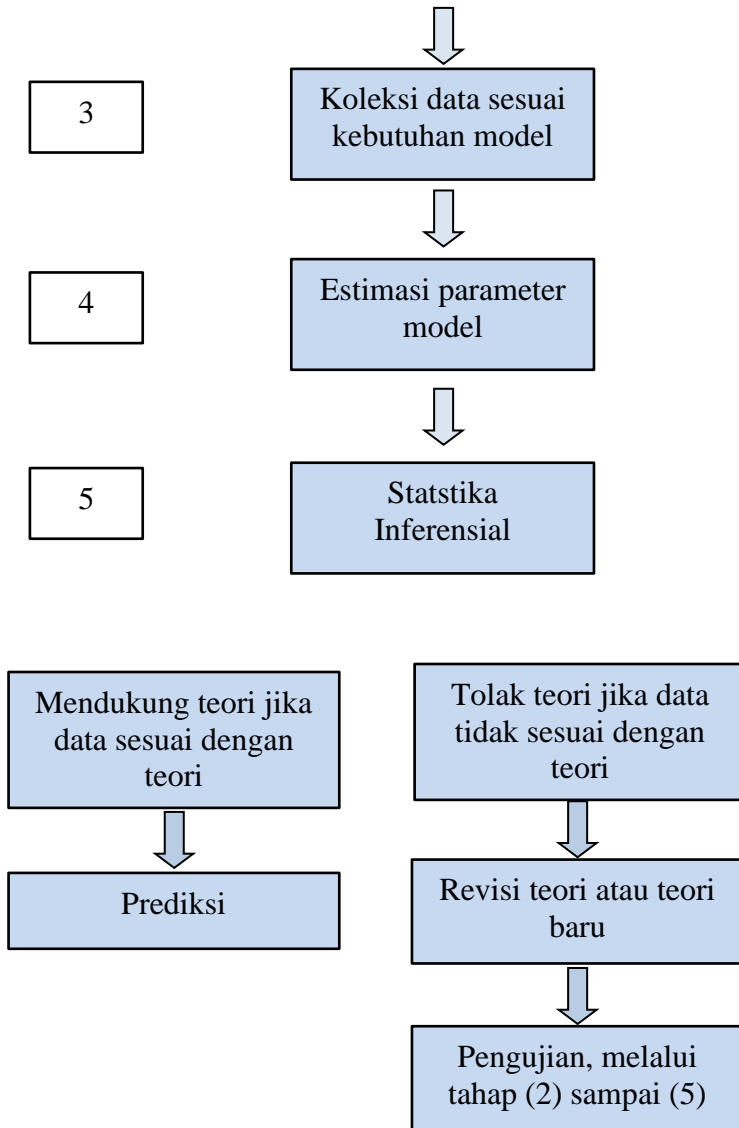 3
Koleksi data sesuai
kebutuhan model
4
Estimasi parameter
model
5
Statstika
Inferensial
Mendukung teori jika
data sesuai dengan
teori
Tolak teori jika data
tidak sesuai dengan
teori
Prediksi
Revisi teori atau teori
baru
Pengujian, melalui
tahap (2) sampai (5)